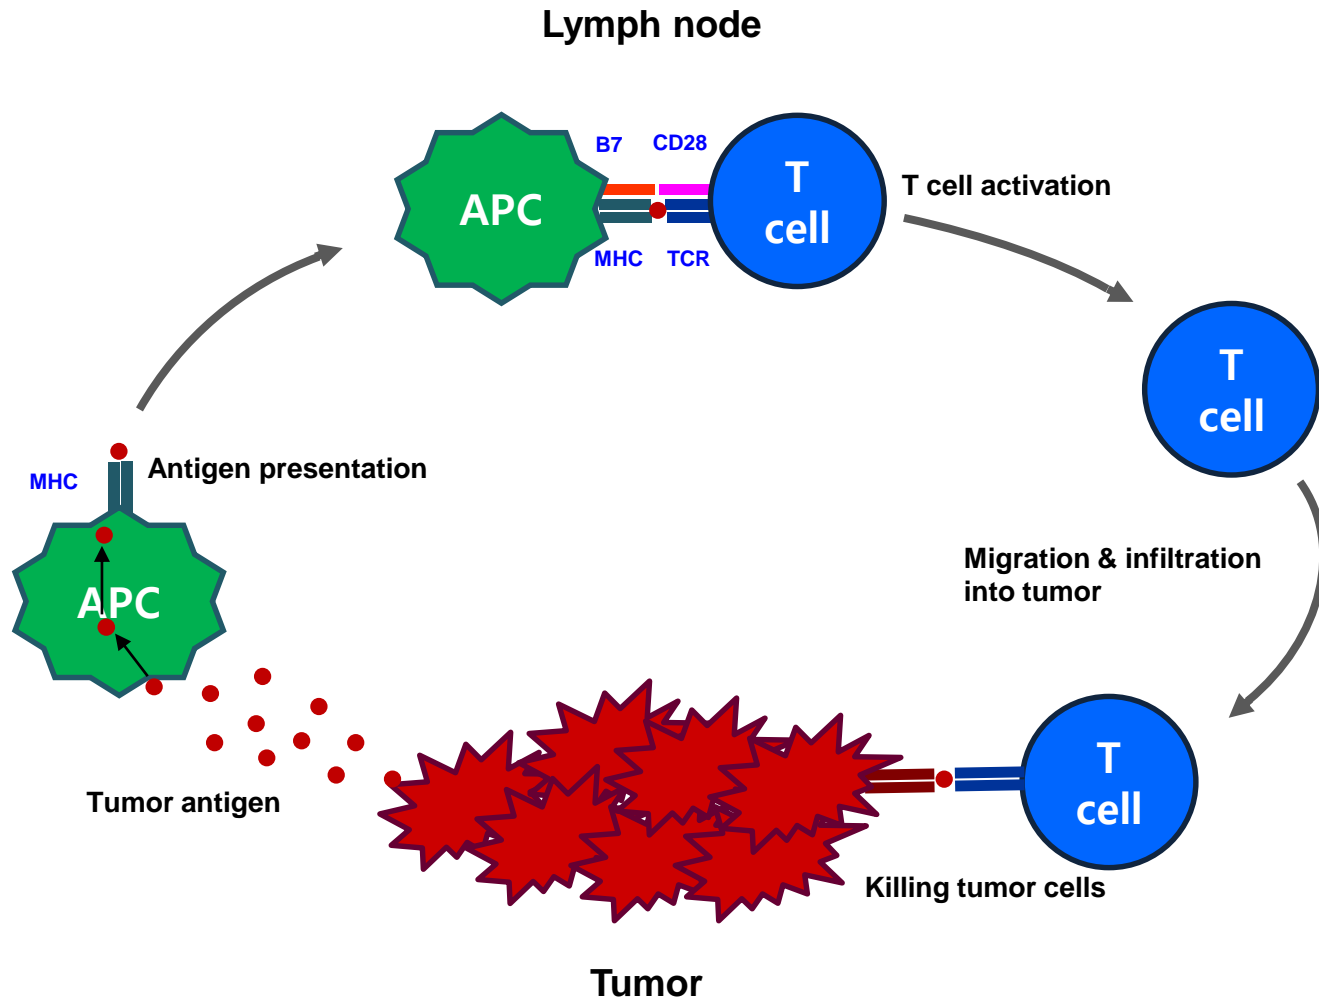 Lymph node
B7
CD28
APC
T
cell
MHC
TCR
T cell activation
T
cell
MHC
Antigen presentation
APC
Migration & infiltration
into tumor
Tumor antigen
T
cell
Killing tumor cells
Tumor